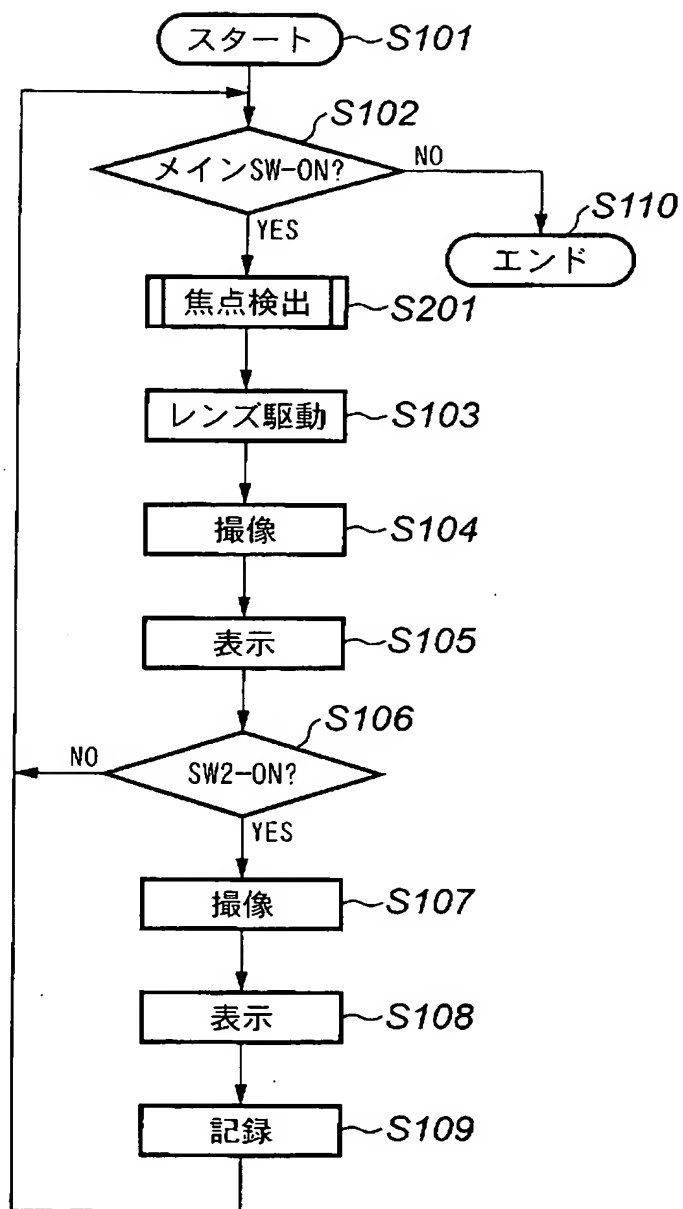 スタート S101
S102
メインSW-ON? NO
S110
YES
エンド
焦点検出 S201
レンズ駆動 S103
撮像 S104
表示 S105
S106
NO SW2-ON?
YES
撮像 S107
表示 S108
記録 S109